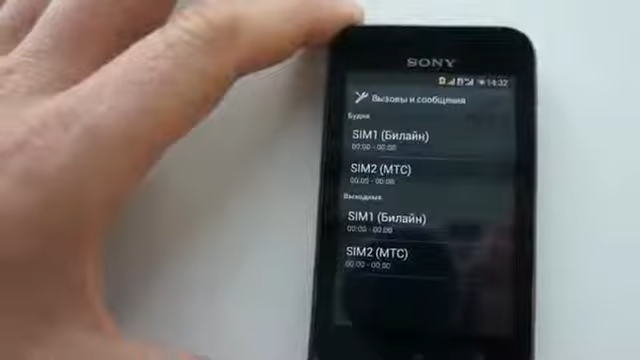 SONY
14:32
Вызовы и сообщения
Будни
SIM1 (Билайн)
00:00 - 00:00
SIM2 (МТС)
00:00 - 00:00
Выходные
SIM1 (Билайн)
00:00 - 00:00
SIM2 (МТС)
00:00 - 00:00